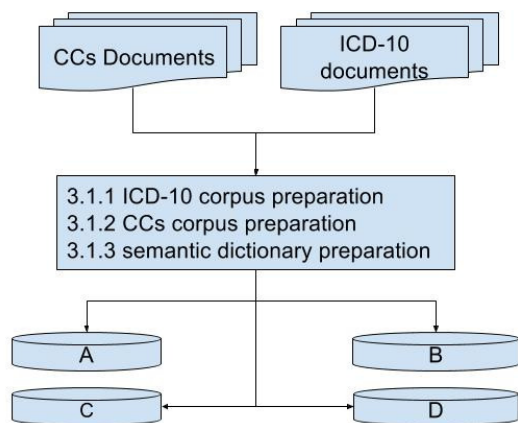 CCs Documents
ICD-10
documents
3.1.1 ICD-10 corpus preparation
3.1.2 CCs corpus preparation
3.1.3 semantic dictionary preparation
A
B
C
D